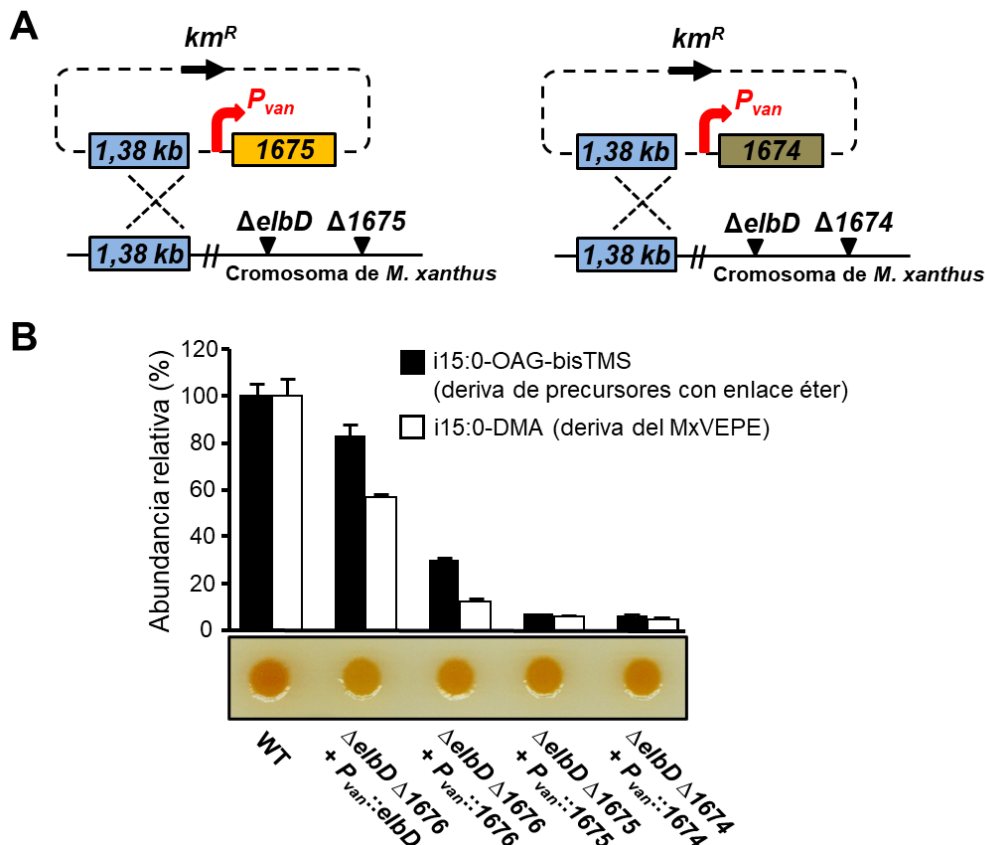 A
km^R
P_van
1,38 kb
1675
ΔelbD Δ1675
1,38 kb
Cromosoma de M. xanthus
km^R
P_van
1,38 kb
1674
ΔelbD Δ1674
1,38 kb
Cromosoma de M. xanthus
B
Abundancia relativa (%)
120
100
80
60
40
20
0
i15:0-OAG-bisTMS
(deriva de precursores con enlace éter)
i15:0-DMA (deriva del MxVEPE)
WT
ΔelbD Δ1676
+ P_van::elbD
ΔelbD Δ1676
+ P_van::1676
ΔelbD Δ1675
+ P_van::1675
ΔelbD Δ1674
+ P_van::1674